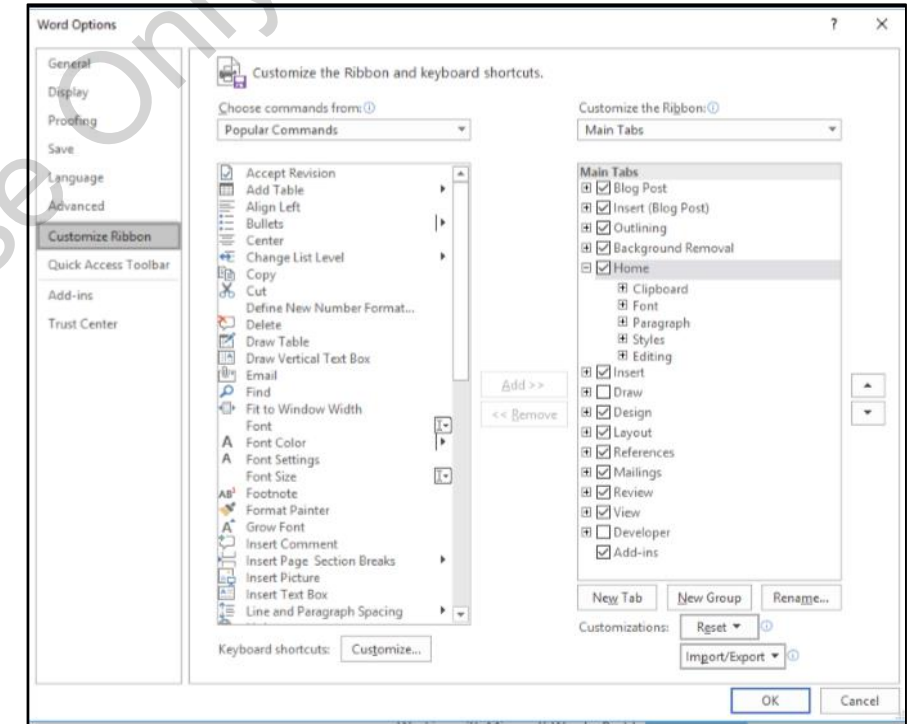 Word Options
?
General
Display
Proofing
Save
Language
Advanced
Customize Ribbon
Quick Access Toolbar
Add-ins
Trust Center
Customize the Ribbon and keyboard shortcuts.
Choose commands from:
Popular Commands
Accept Revision
Add Table
Align Left
Bullets
Center
Change List Level
Copy
Cut
Define New Number Format...
Delete
Draw Table
Draw Vertical Text Box
Email
Find
Fit to Window Width
Font
Font Color
Font Settings
Font Size
Footnote
Format Painter
Grow Font
Insert Comment
Insert Page Section Breaks
Insert Picture
Insert Text Box
Line and Paragraph Spacing
Keyboard shortcuts: Customize...
Add >>
<< Remove
Customize the Ribbon:
Main Tabs
Main Tabs
Blog Post
Insert (Blog Post)
Outlining
Background Removal
Home
Clipboard
Font
Paragraph
Styles
Editing
Insert
Draw
Design
Layout
References
Mailings
Review
View
Developer
Add-ins
New Tab New Group Rename...
Customizations: Reset
Import/Export
OK Cancel
se Only